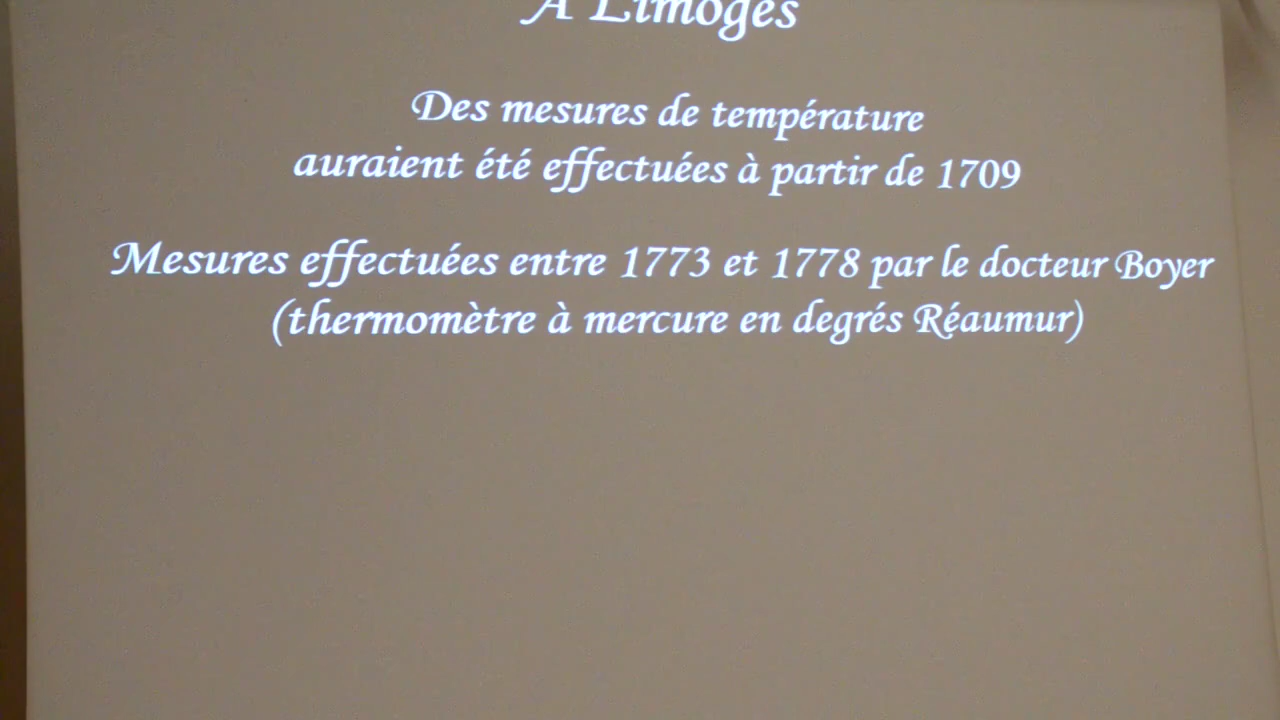 A Limoges
Des mesures de température
auraient été effectuées à partir de 1709
Mesures effectuées entre 1773 et 1778 par le docteur Boyer
(thermomètre à mercure en degrés Réaumur)